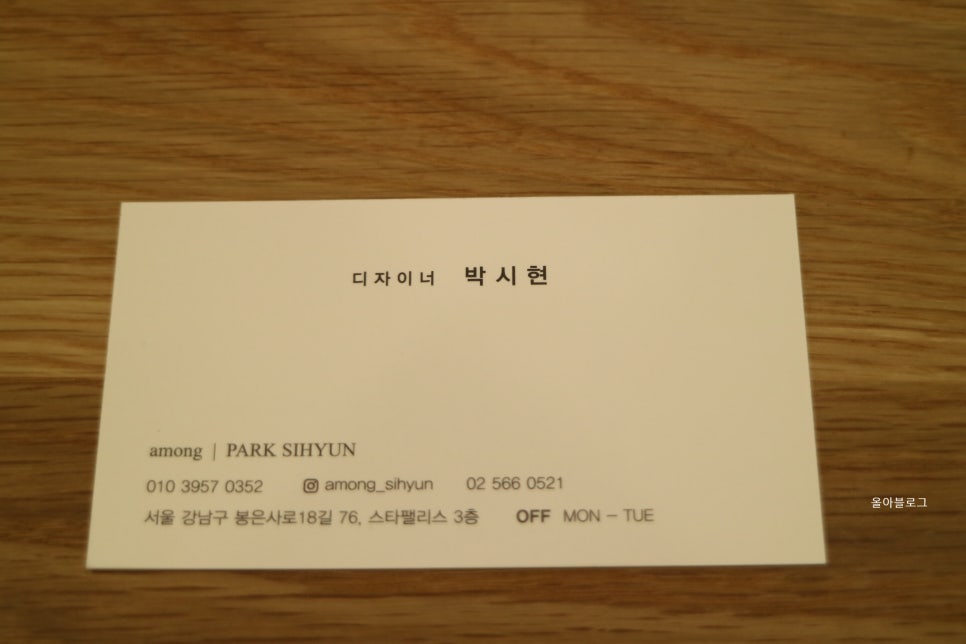 디자이너 박시현
among | PARK SIHYUN
010 3957 0352 among_sihyun 02 566 0521
서울 강남구 봉은사로18길 76, 스타팰리스 3층 OFF MON – TUE
올아블로그